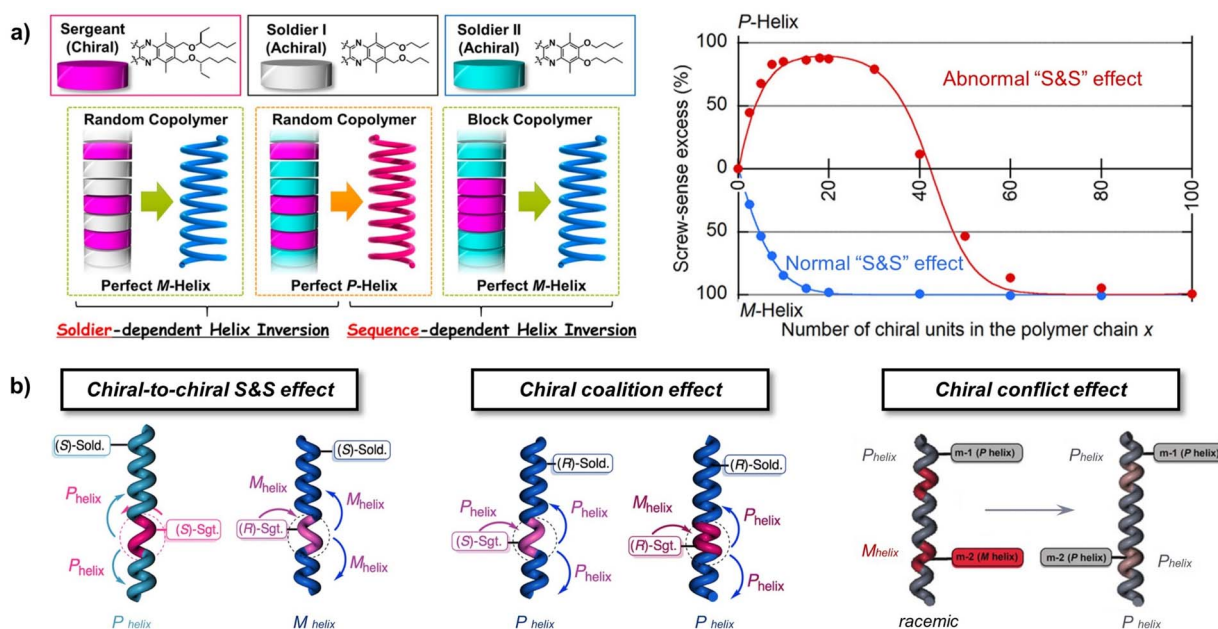 a)
Sergeant
(Chiral)
Soldier I
(Achiral)
Soldier II
(Achiral)
N
N
O
O
N
N
O
O
N
N
O
O
Random Copolymer
Random Copolymer
Block Copolymer
Perfect M-Helix
Perfect P-Helix
Perfect M-Helix
Soldier-dependent Helix Inversion
Sequence-dependent Helix Inversion
P-Helix
100
50
0
50
100
M-Helix
Screw-sense excess (%)
Abnormal "S&S" effect
Normal "S&S" effect
0
20
40
60
80
100
Number of chiral units in the polymer chain x
b)
Chiral-to-chiral S&S effect
(S)-Sold.
Phelix
(S)-Sgt.
Phelix
P helix
(S)-Sold.
Mhelix
Mhelix
(R)-Sgt.
Mhelix
M helix
Chiral coalition effect
(R)-Sold.
Phelix
Phelix
(S)-Sgt.
Phelix
P helix
(R)-Sold.
Mhelix
Phelix
(R)-Sgt.
Phelix
P helix
Chiral conflict effect
Phelix
m-1 (P helix)
Mhelix
m-2 (M helix)
racemic
Phelix
m-1 (P helix)
m-2 (P helix)
Phelix
P helix